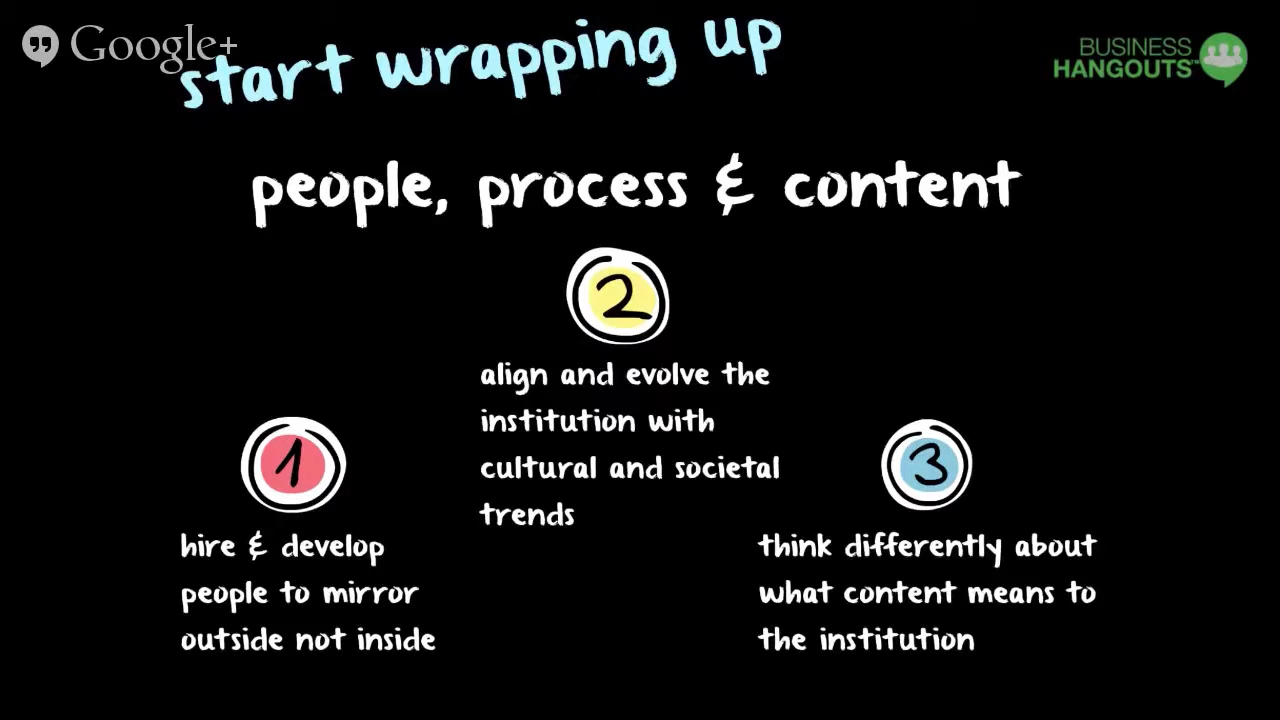 Google+
start wrapping up
BUSINESS
HANGOUTS™
people, process & content
1
hire & develop
people to mirror
outside not inside
2
align and evolve the
institution with
cultural and societal
trends
3
think differently about
what content means to
the institution